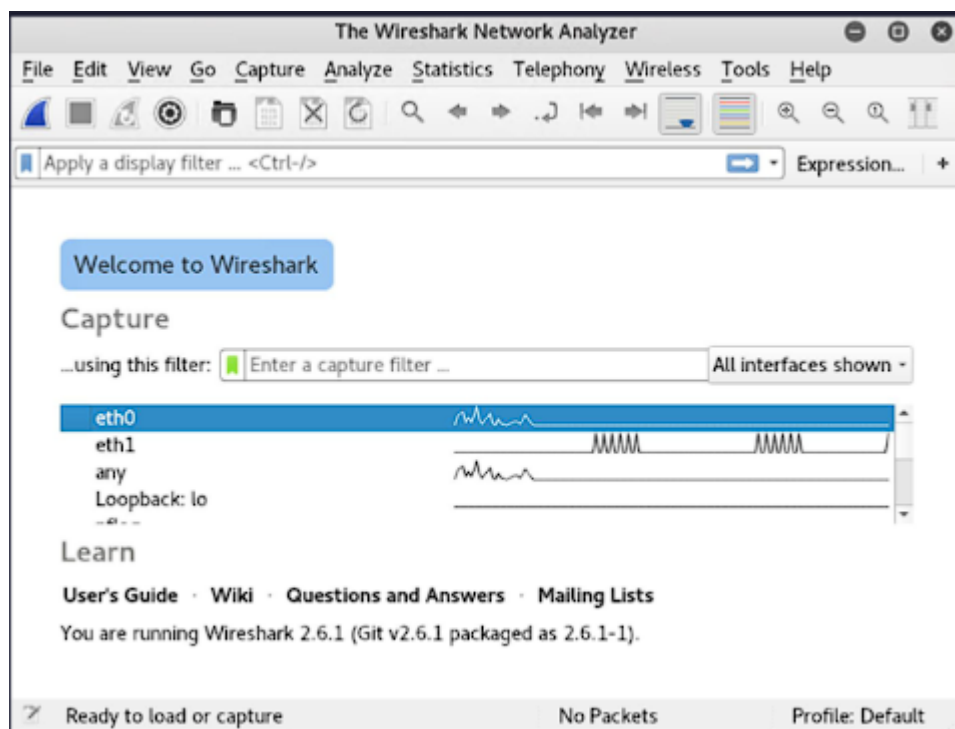 The Wireshark Network Analyzer
File Edit View Go Capture Analyze Statistics Telephony Wireless Tools Help
Apply a display filter ... <Ctrl-/> Expression... +
Welcome to Wireshark
Capture
...using this filter: Enter a capture filter ... All interfaces shown
eth0
eth1
any
Loopback: lo
Learn
User's Guide · Wiki · Questions and Answers · Mailing Lists
You are running Wireshark 2.6.1 (Git v2.6.1 packaged as 2.6.1-1).
Ready to load or capture No Packets Profile: Default